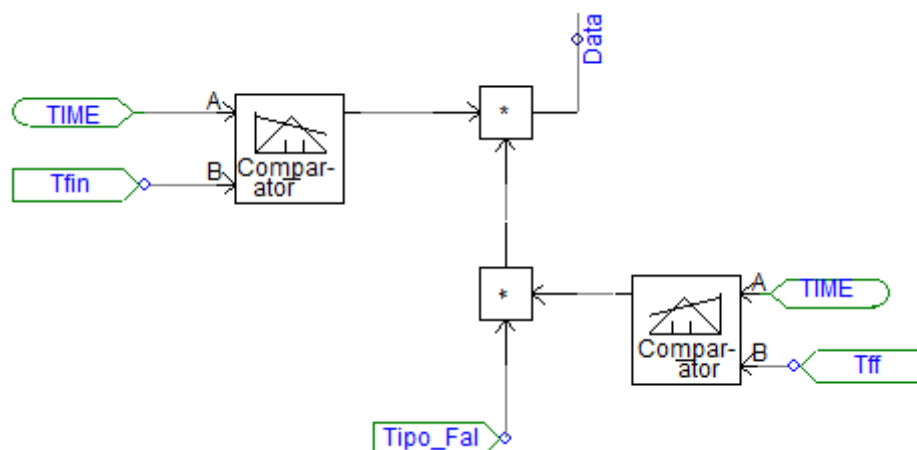 Data
A
TIME
*
Tfin
B
Compar-
ator
*
A
TIME
Compar-
ator
B
Tff
Tipo_Fal